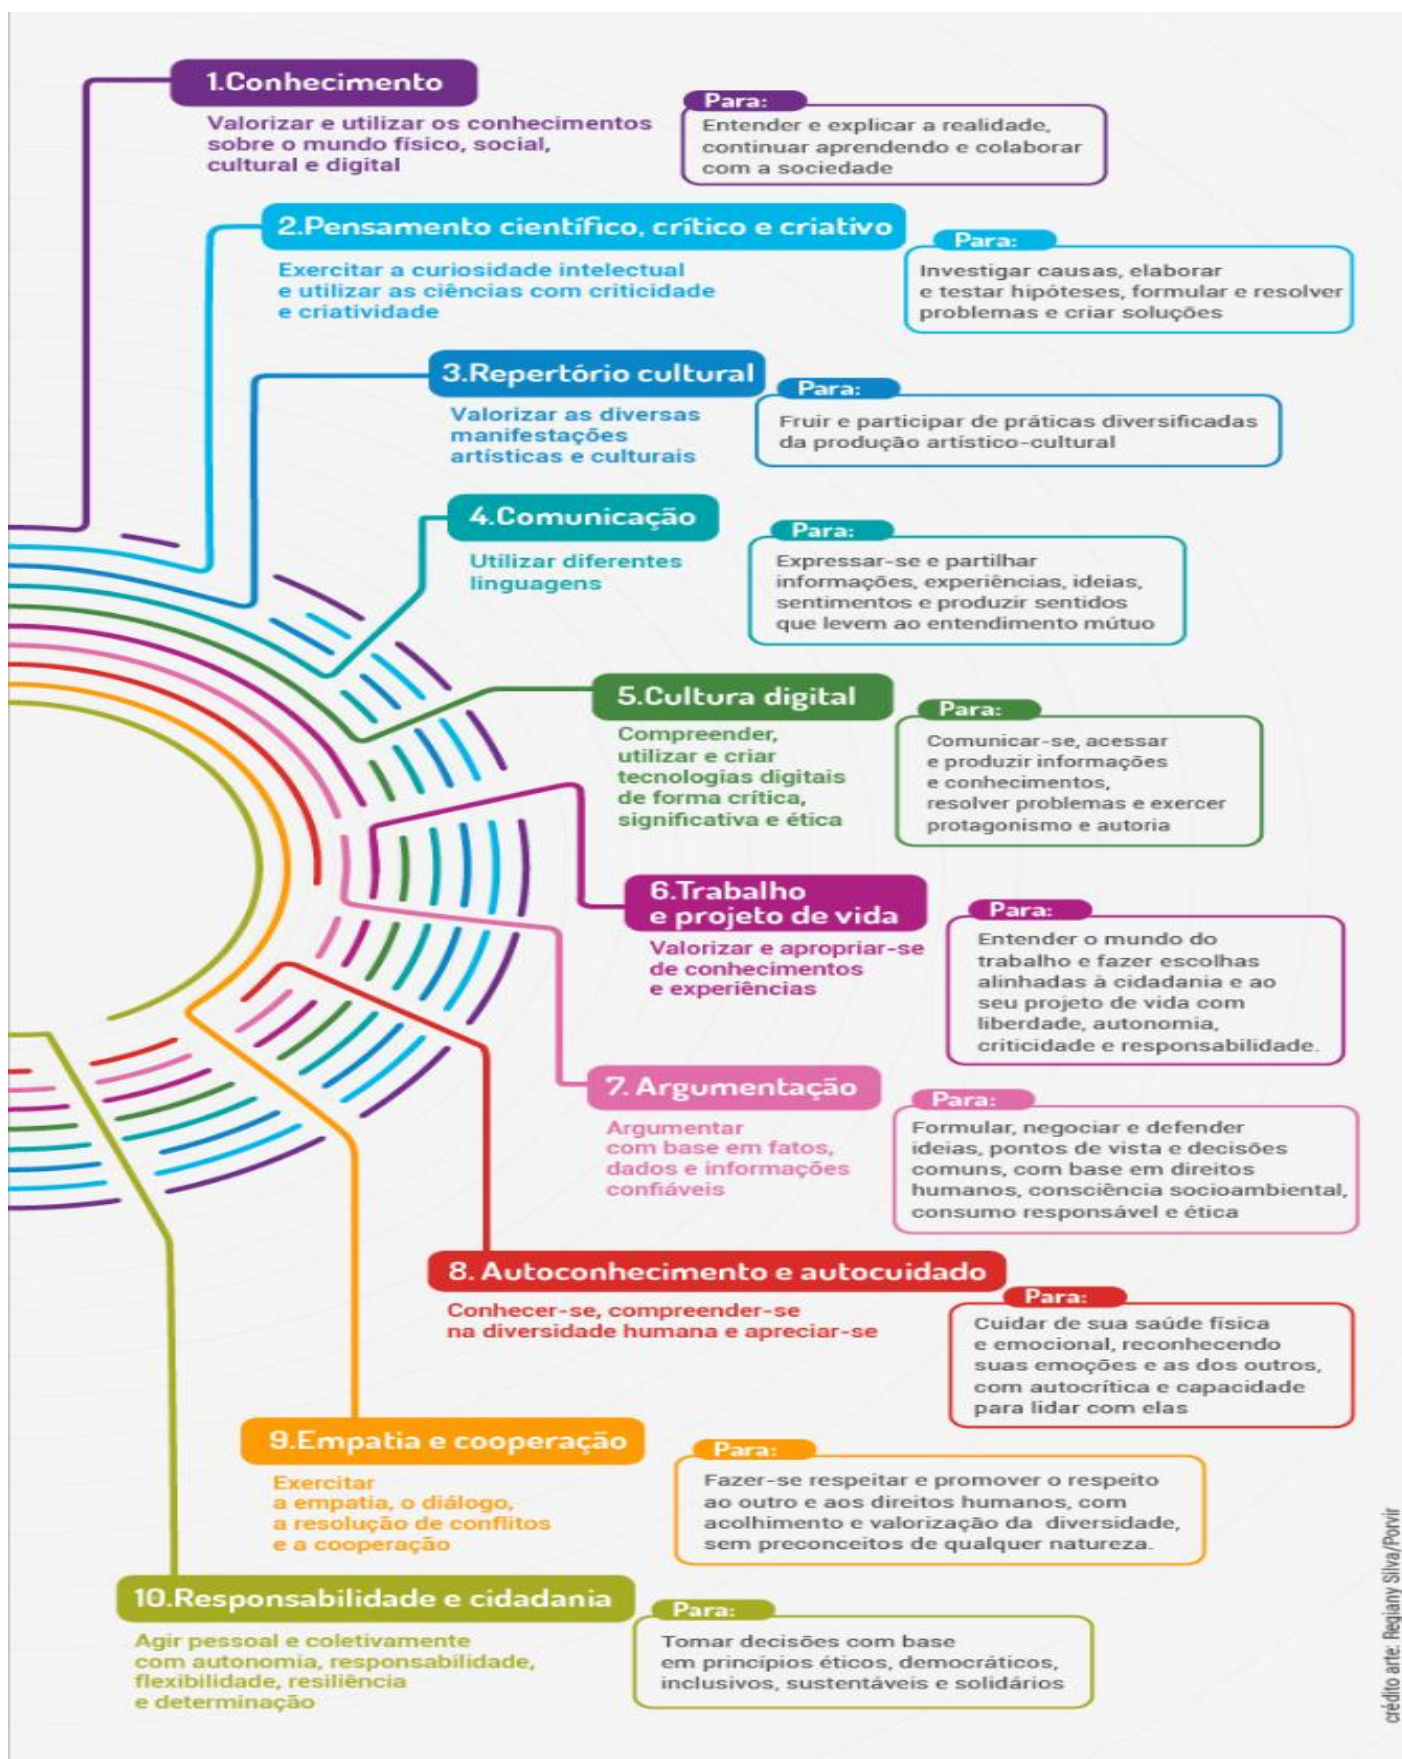 1.Conhecimento
Valorizar e utilizar os conhecimentos
sobre o mundo físico, social,
cultural e digital
Para:
Entender e explicar a realidade,
continuar aprendendo e colaborar
com a sociedade
2.Pensamento científico, crítico e criativo
Exercitar a curiosidade intelectual
e utilizar as ciências com criticidade
e criatividade
Para:
Investigar causas, elaborar
e testar hipóteses, formular e resolver
problemas e criar soluções
3.Repertório cultural
Valorizar as diversas
manifestações
artísticas e culturais
Para:
Fruir e participar de práticas diversificadas
da produção artístico-cultural
4.Comunicação
Utilizar diferentes
linguagens
Para:
Expressar-se e partilhar
informações, experiências, ideias,
sentimentos e produzir sentidos
que levem ao entendimento mútuo
5.Cultura digital
Compreender,
utilizar e criar
tecnologias digitais
de forma crítica,
significativa e ética
Para:
Comunicar-se, acessar
e produzir informações
e conhecimentos,
resolver problemas e exercer
protagonismo e autoria
6.Trabalho
e projeto de vida
Valorizar e apropriar-se
de conhecimentos
e experiências
Para:
Entender o mundo do
trabalho e fazer escolhas
alinhadas à cidadania e ao
seu projeto de vida com
liberdade, autonomia,
criticidade e responsabilidade.
7. Argumentação
Argumentar
com base em fatos,
dados e informações
confiáveis
Para:
Formular, negociar e defender
ideias, pontos de vista e decisões
comuns, com base em direitos
humanos, consciência socioambiental,
consumo responsável e ética
8. Autoconhecimento e autocuidado
Conhecer-se, compreender-se
na diversidade humana e apreciar-se
Para:
Cuidar de sua saúde física
e emocional, reconhecendo
suas emoções e as dos outros,
com autocrítica e capacidade
para lidar com elas
9.Empatia e cooperação
Exercitar
a empatia, o diálogo,
a resolução de conflitos
e a cooperação
Para:
Fazer-se respeitar e promover o respeito
ao outro e aos direitos humanos, com
acolhimento e valorização da diversidade,
sem preconceitos de qualquer natureza.
10.Responsabilidade e cidadania
Agir pessoal e coletivamente
com autonomia, responsabilidade,
flexibilidade, resiliência
e determinação
Para:
Tomar decisões com base
em princípios éticos, democráticos,
inclusivos, sustentáveis e solidários
crédito arte: Regiany Silva/Porvir